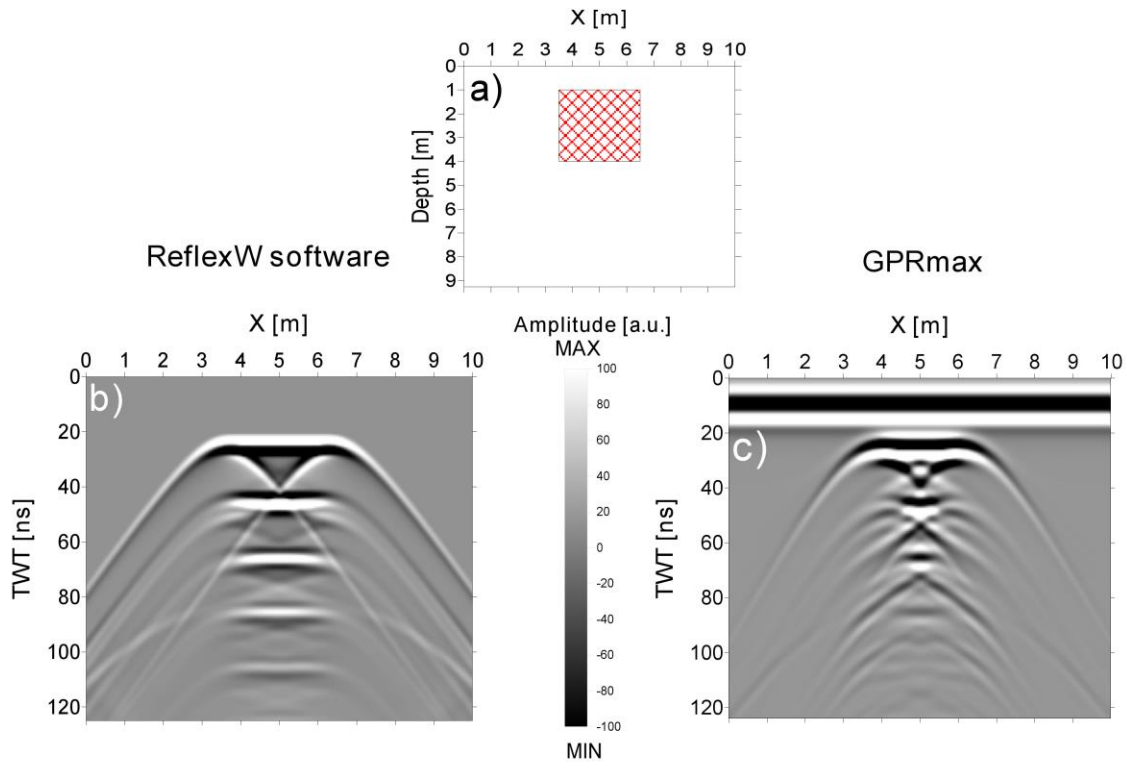 X [m]
0 1 2 3 4 5 6 7 8 9 10
a)
Depth [m]
0
1
2
3
4
5
6
7
8
9
ReflexW software
GPRmax
X [m]
0 1 2 3 4 5 6 7 8 9 10
b)
TWT [ns]
0
20
40
60
80
100
120
Amplitude [a.u.]
MAX
100
80
60
40
20
0
-20
-40
-60
-80
-100
MIN
X [m]
0 1 2 3 4 5 6 7 8 9 10
c)
TWT [ns]
0
20
40
60
80
100
120